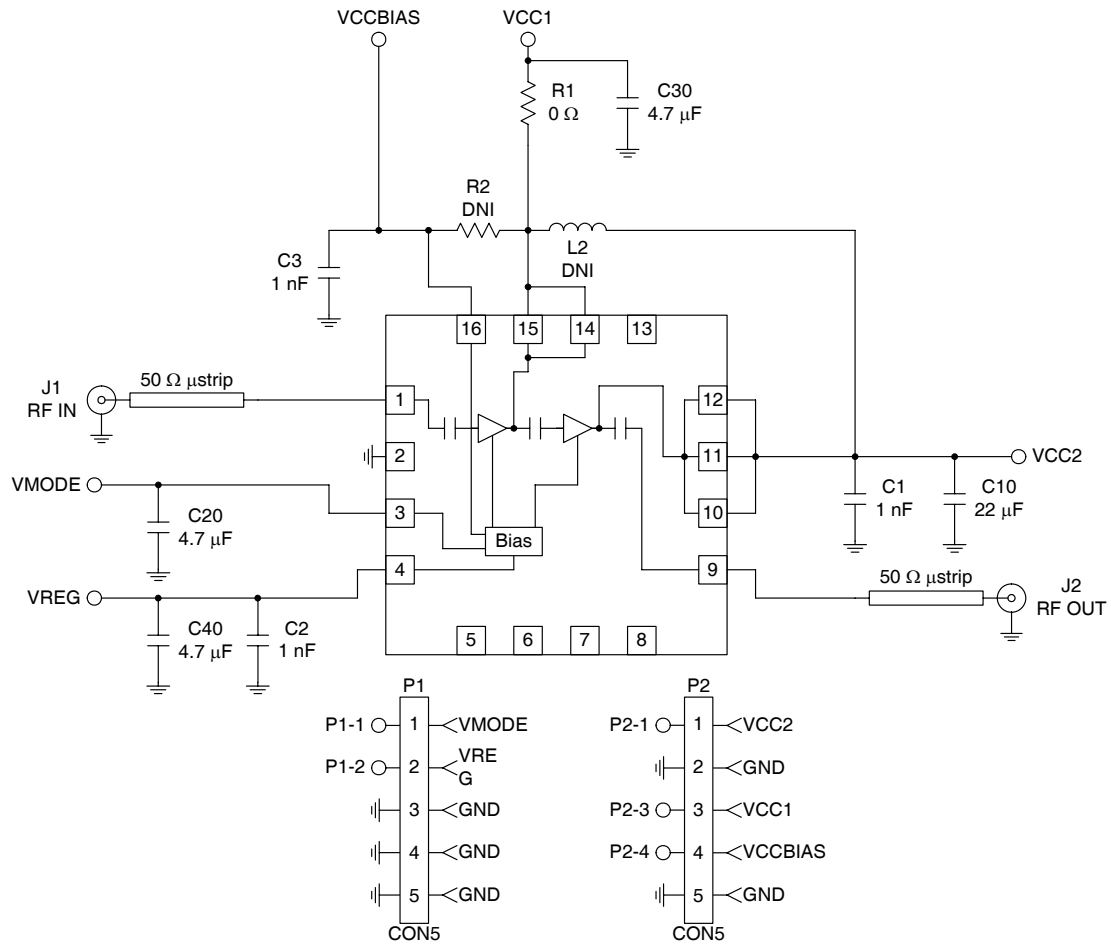 VCCBIAS
VCC1
R1
0 Ω
C30
4.7 μF
R2
DNI
L2
DNI
C3
1 nF
16
15
14
13
J1
RF IN
50 Ω μstrip
1
12
2
11
VCC2
VMODE
C20
4.7 μF
3
10
C1
1 nF
C10
22 μF
Bias
4
9
50 Ω μstrip
J2
RF OUT
VREG
C40
4.7 μF
C2
1 nF
5
6
7
8
P1
P1-1
1
VMODE
P1-2
2
VRE
G
3
GND
4
GND
5
GND
CON5
P2
P2-1
1
VCC2
2
GND
P2-3
3
VCC1
P2-4
4
VCCBIAS
5
GND
CON5